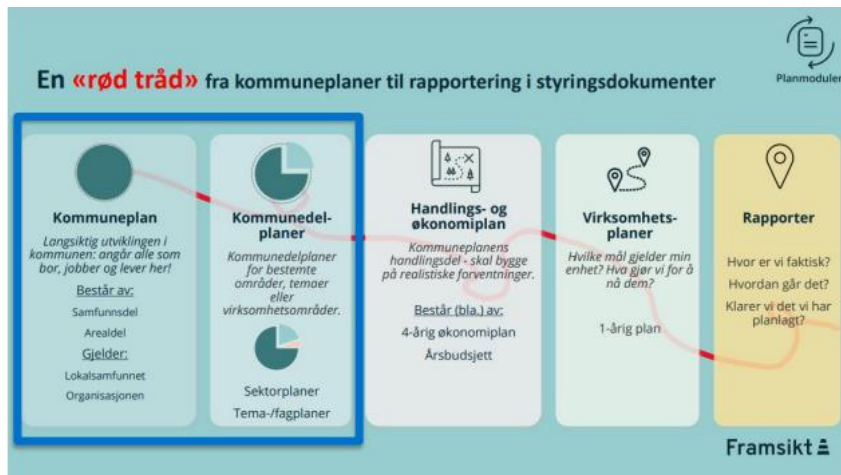 En «rød tråd» fra kommuneplaner til rapportering i styringsdokumenter
Planmoduler
Kommuneplan
Langsiktig utviklingen i
kommunen: angår alle som
bor, jobber og lever her!
Består av:
Samfunnsdel
Arealdel
Gjelder:
Lokalsamfunnet
Organisasjonen
Kommunedel-
planer
Kommunedelplaner
for bestemte
områder, temaer
eller
virksomhetsområder.
Sektorplaner
Tema-/fagplaner
Handlings- og
økonomiplan
Kommuneplanens
handlingsdel - skal bygge
på realistiske forventninger.
Består (bla.) av:
4-årig økonomiplan
Årsbudsjett
Virksomhets-
planer
Hvilke mål gjelder min
enhet? Hva gjør vi for å
nå dem?
1-årig plan
Rapporter
Hvor er vi faktisk?
Hvordan går det?
Klarer vi det vi har
planlagt?
Framsikt